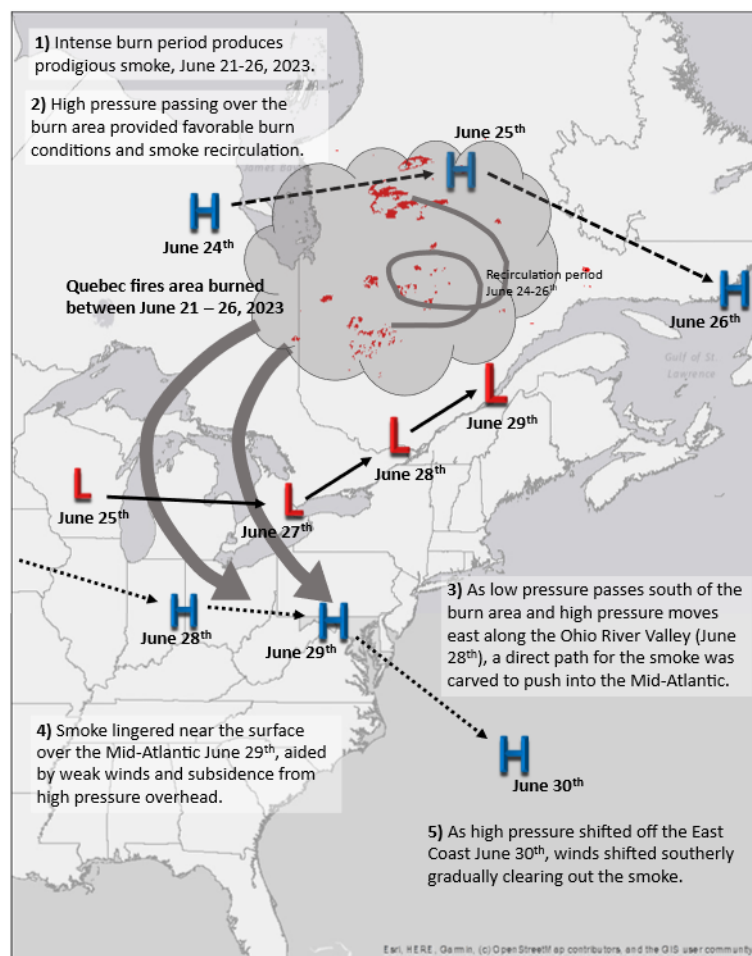 1) Intense burn period produces
prodigious smoke, June 21-26, 2023.
2) High pressure passing over the
burn area provided favorable burn
conditions and smoke recirculation.
June 25th
H
James Bay
H
June 24th
Quebec fires area burned
between June 21 – 26, 2023
Recirculation period
June 24-26th
H
June 26th
Gulf of St.
Lawrence
L
June 29th
L
June 28th
L
June 25th
L
June 27th
H
June 28th
H
June 29th
3) As low pressure passes south of the
burn area and high pressure moves
east along the Ohio River Valley (June
28th), a direct path for the smoke was
carved to push into the Mid-Atlantic.
4) Smoke lingered near the surface
over the Mid-Atlantic June 29th, aided
by weak winds and subsidence from
high pressure overhead.
H
June 30th
5) As high pressure shifted off the East
Coast June 30th, winds shifted southerly
gradually clearing out the smoke.
Esri, HERE, Garmin, (c) OpenStreetMap contributors, and the GIS user community